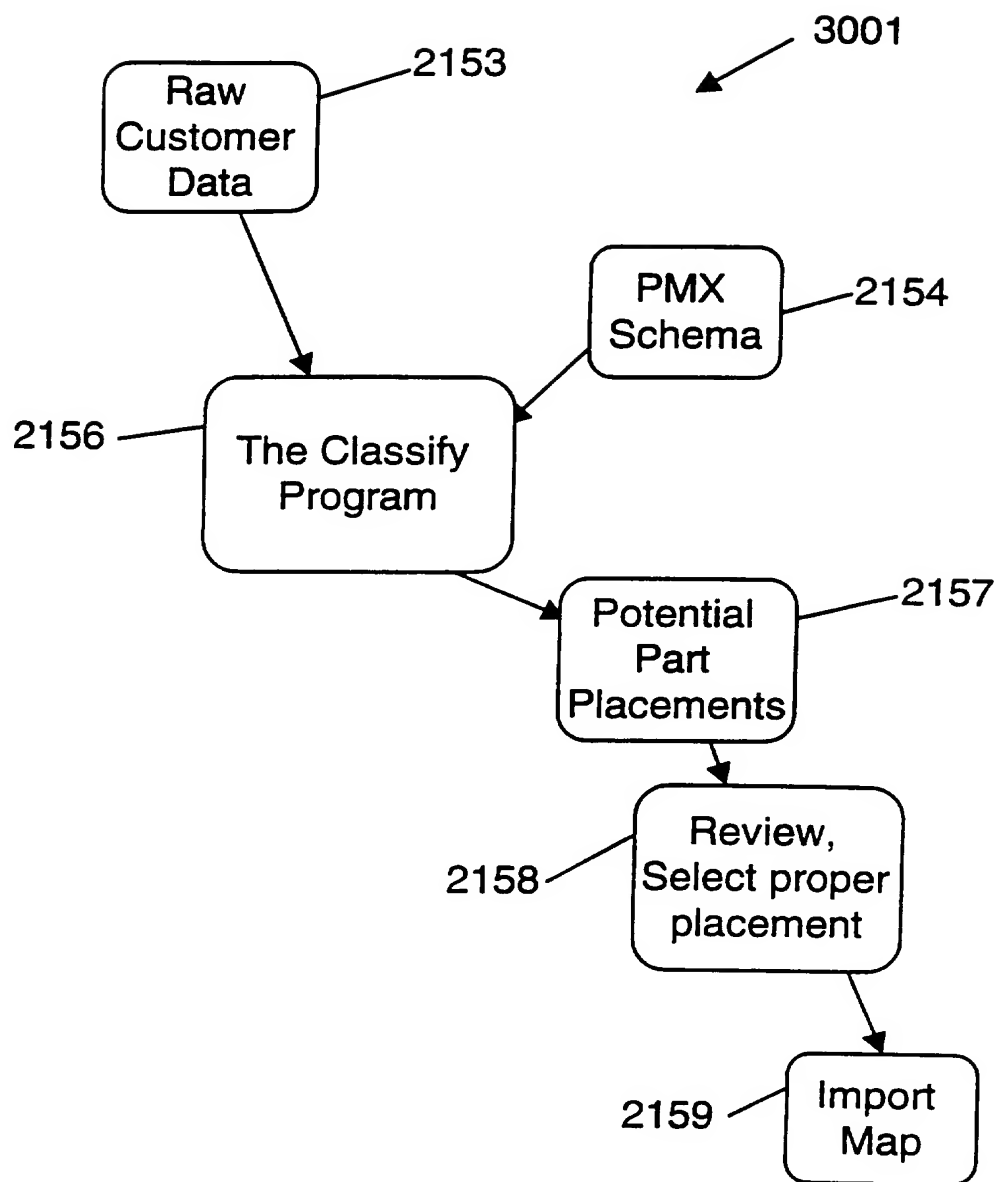 3001
2153
Raw
Customer
Data
PMX
Schema
2154
2156
The Classify
Program
2157
Potential
Part
Placements
2158
Review,
Select proper
placement
2159
Import
Map